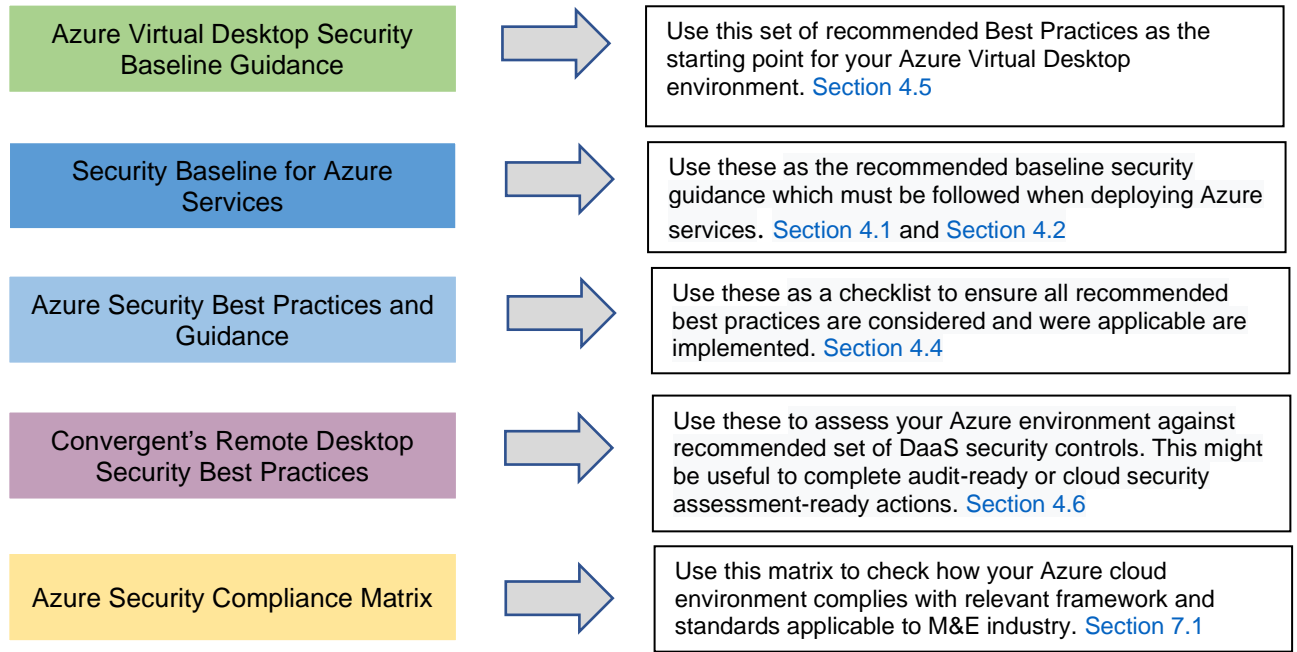 Azure Virtual Desktop Security
Baseline Guidance
Use this set of recommended Best Practices as the
starting point for your Azure Virtual Desktop
environment. Section 4.5
Security Baseline for Azure
Services
Use these as the recommended baseline security
guidance which must be followed when deploying Azure
services. Section 4.1 and Section 4.2
Azure Security Best Practices and
Guidance
Use these as a checklist to ensure all recommended
best practices are considered and were applicable are
implemented. Section 4.4
Convergent's Remote Desktop
Security Best Practices
Use these to assess your Azure environment against
recommended set of DaaS security controls. This might
be useful to complete audit-ready or cloud security
assessment-ready actions. Section 4.6
Azure Security Compliance Matrix
Use this matrix to check how your Azure cloud
environment complies with relevant framework and
standards applicable to M&E industry. Section 7.1